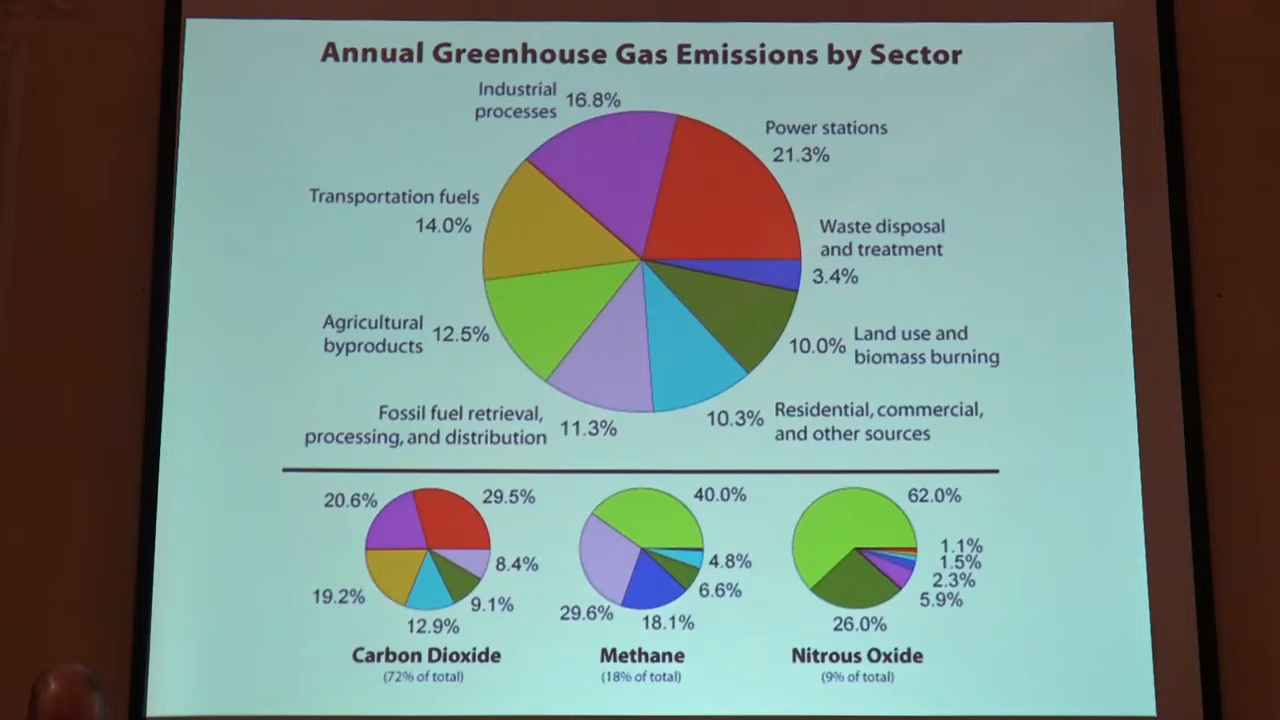 Annual Greenhouse Gas Emissions by Sector
Industrial
processes 16.8%
Power stations
21.3%
Transportation fuels
14.0%
Waste disposal
and treatment
3.4%
Agricultural
byproducts 12.5%
10.0% Land use and
biomass burning
Fossil fuel retrieval,
processing, and distribution 11.3%
10.3% Residential, commercial,
and other sources
20.6%
29.5%
8.4%
19.2%
9.1%
12.9%
Carbon Dioxide
(72% of total)
40.0%
4.8%
6.6%
29.6%
18.1%
Methane
(18% of total)
62.0%
1.1%
1.5%
2.3%
5.9%
26.0%
Nitrous Oxide
(9% of total)